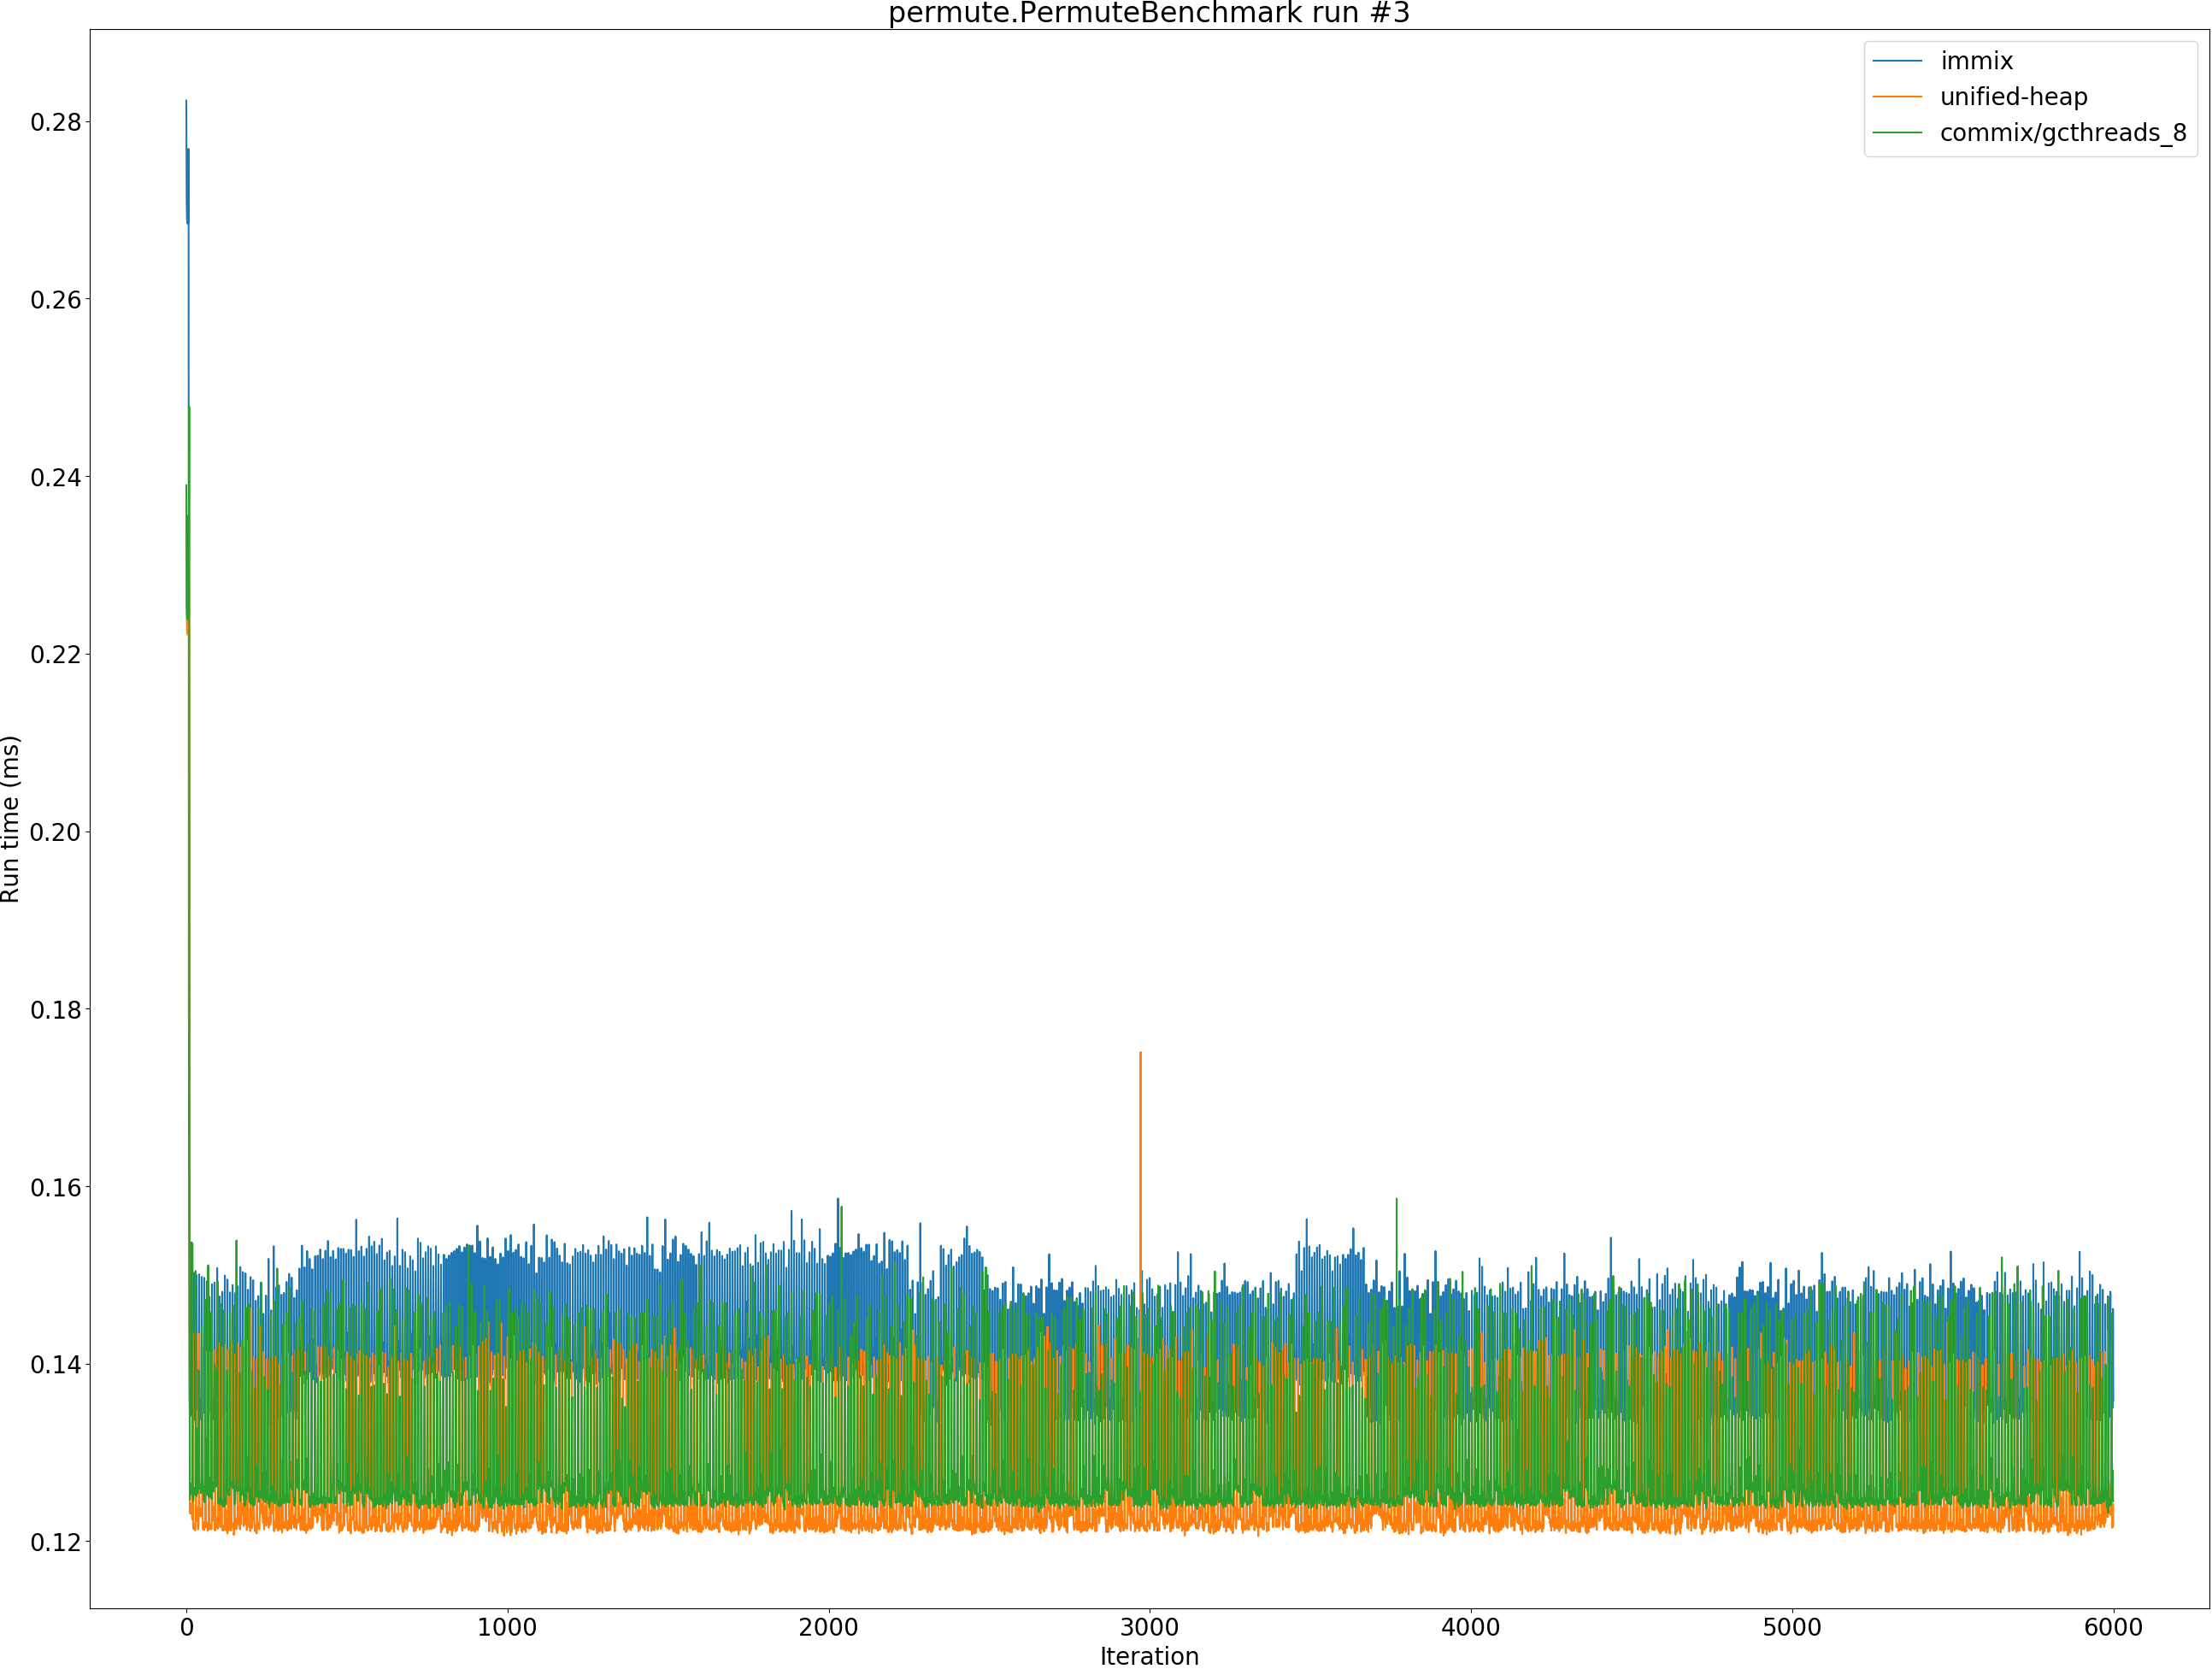 permute.PermuteBenchmark run #3
immix
unified-heap
commix/gcthreads_8
0.28
0.26
0.24
0.22
0.20
0.18
0.16
0.14
0.12
Run time (ms)
0 1000 2000 3000 4000 5000 6000
Iteration